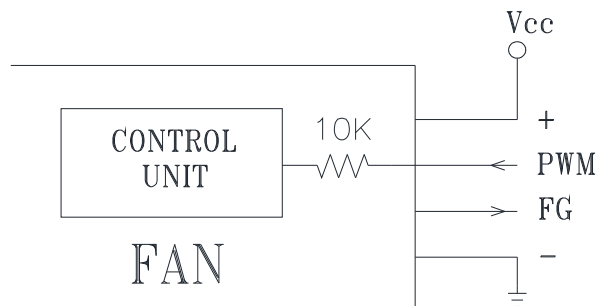 Vcc
+
10K
CONTROL
UNIT
PWM
FG
FAN
-